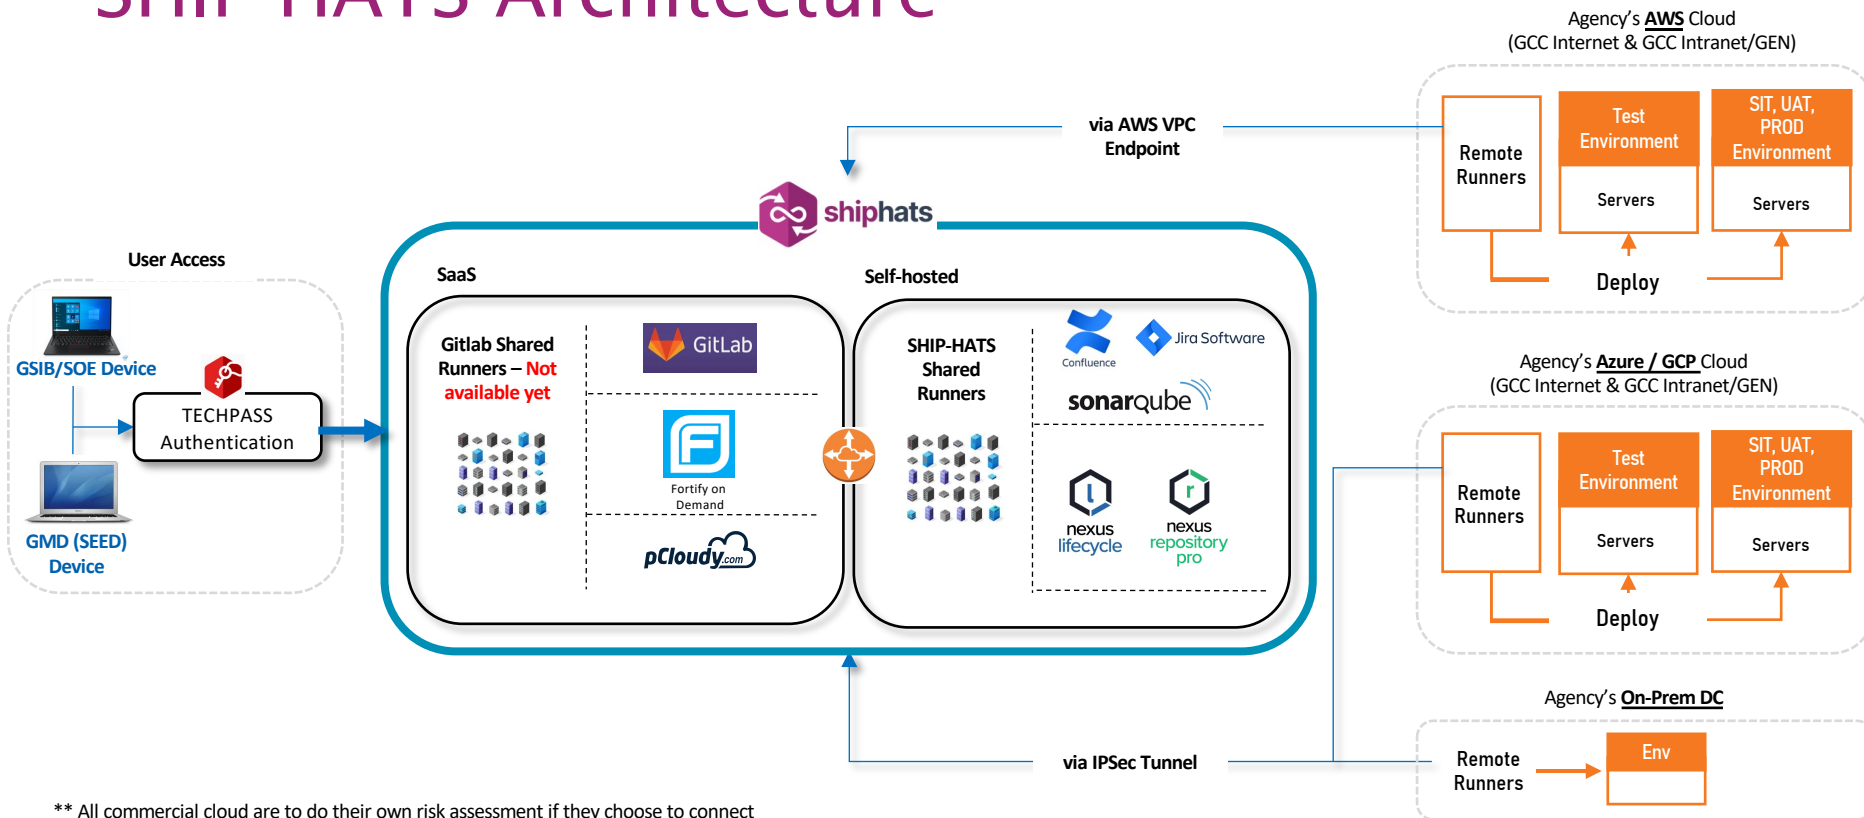 SHIP-HATS Architecture
Agency's AWS Cloud
(GCC Internet & GCC Intranet/GEN)
Remote
Runners
Test
Environment
Servers
SIT, UAT,
PROD
Environment
Servers
Deploy
via AWS VPC
Endpoint
shiphats
User Access
GSIB/SOE Device
TECHPASS
Authentication
GMD (SEED)
Device
SaaS
Gitlab Shared
Runners – Not
available yet
GitLab
F
Fortify on
Demand
pCloudy.com
Self-hosted
SHIP-HATS
Shared
Runners
Confluence
Jira Software
sonarqube
l
nexus
lifecycle
r
nexus
repository
pro
Agency's Azure / GCP Cloud
(GCC Internet & GCC Intranet/GEN)
Remote
Runners
Test
Environment
Servers
SIT, UAT,
PROD
Environment
Servers
Deploy
Agency's On-Prem DC
via IPSec Tunnel
Remote
Runners
Env
** All commercial cloud are to do their own risk assessment if they choose to connect